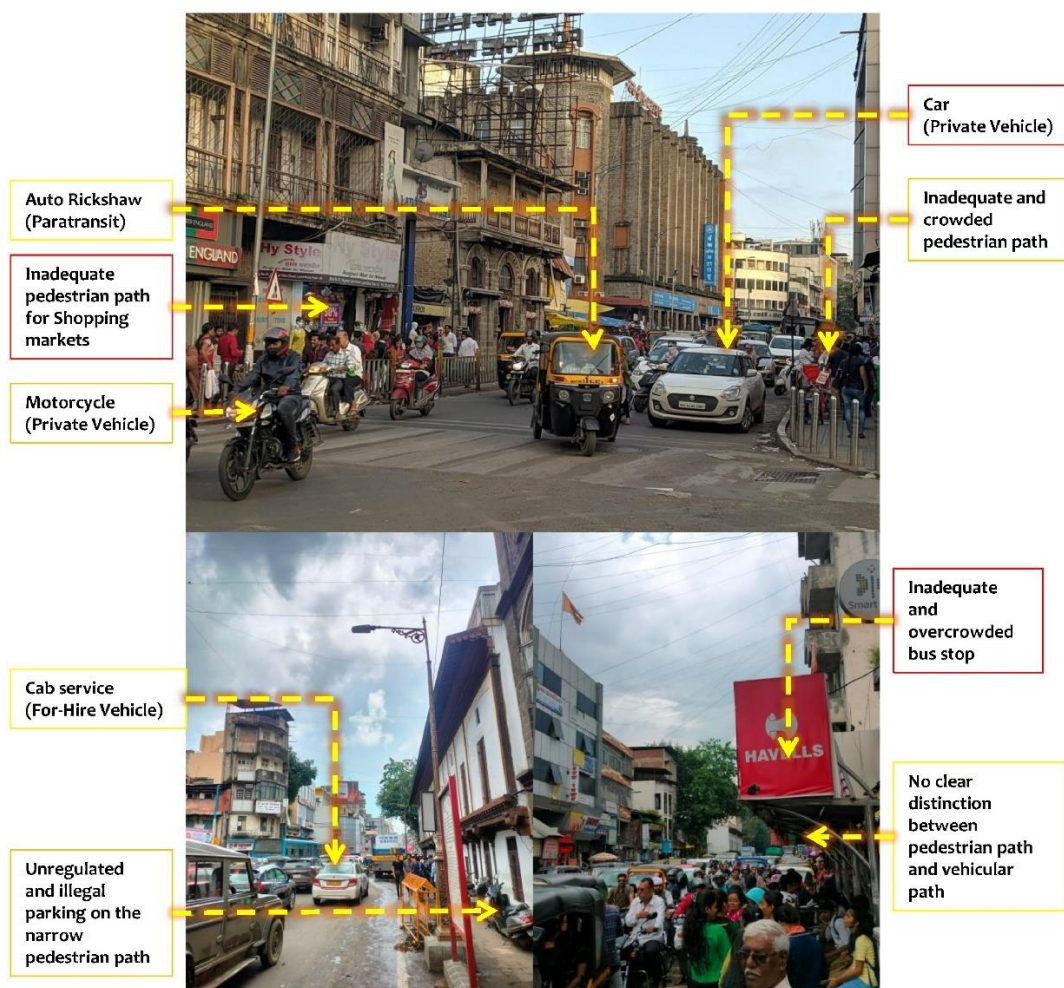 Car
(Private Vehicle)
Auto Rickshaw
(Paratransit)
Inadequate and
crowded
pedestrian path
Inadequate
pedestrian path
for Shopping
markets
Motorcycle
(Private Vehicle)
ENGLAND
Hy Style
Inadequate
and
overcrowded
bus stop
Smart
Cab service
(For-Hire Vehicle)
HAVELLS
No clear
distinction
between
pedestrian path
and vehicular
path
Unregulated
and illegal
parking on the
narrow
pedestrian path